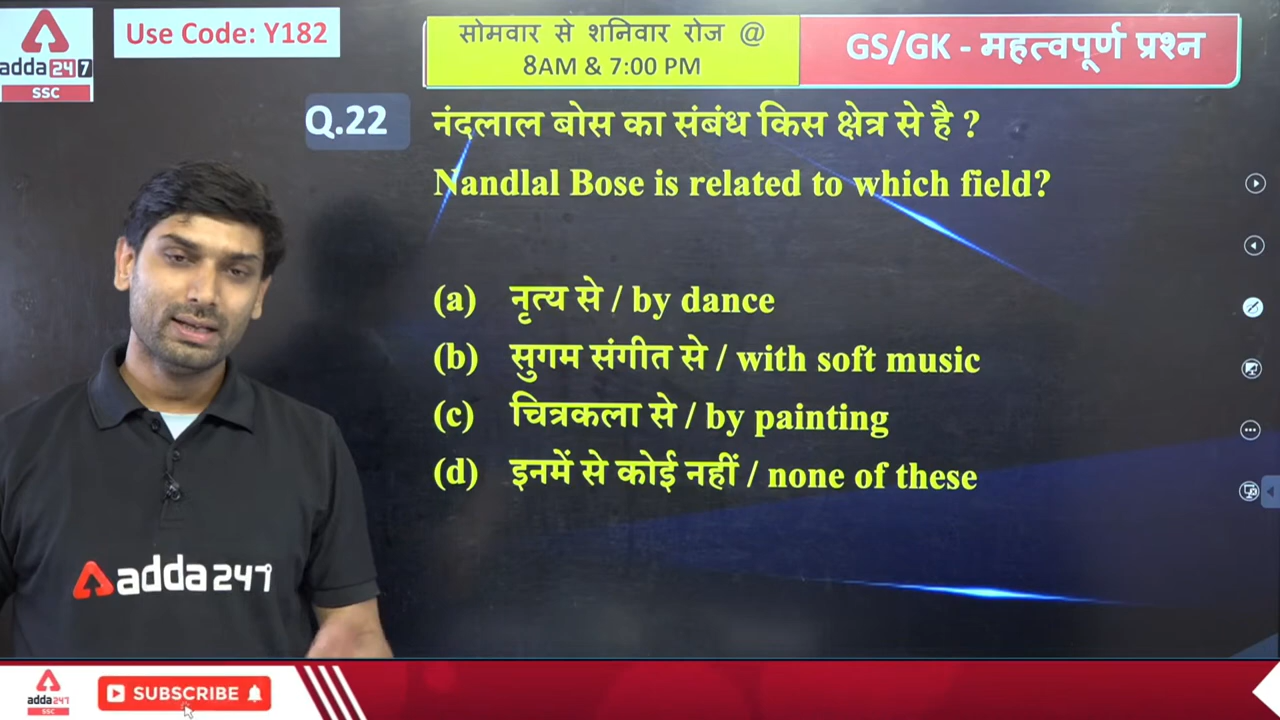 adda247
SSC
Use Code: Y182
सोमवार से शनिवार रोज @
8AM & 7:00 PM
GS/GK - महत्वपूर्ण प्रश्न
Q.22
नंदलाल बोस का संबंध किस क्षेत्र से है ?
Nandlal Bose is related to which field?
(a) नृत्य से / by dance
(b) सुगम संगीत से / with soft music
(c) चित्रकला से / by painting
(d) इनमें से कोई नहीं / none of these
adda247
adda247
SSC
SUBSCRIBE